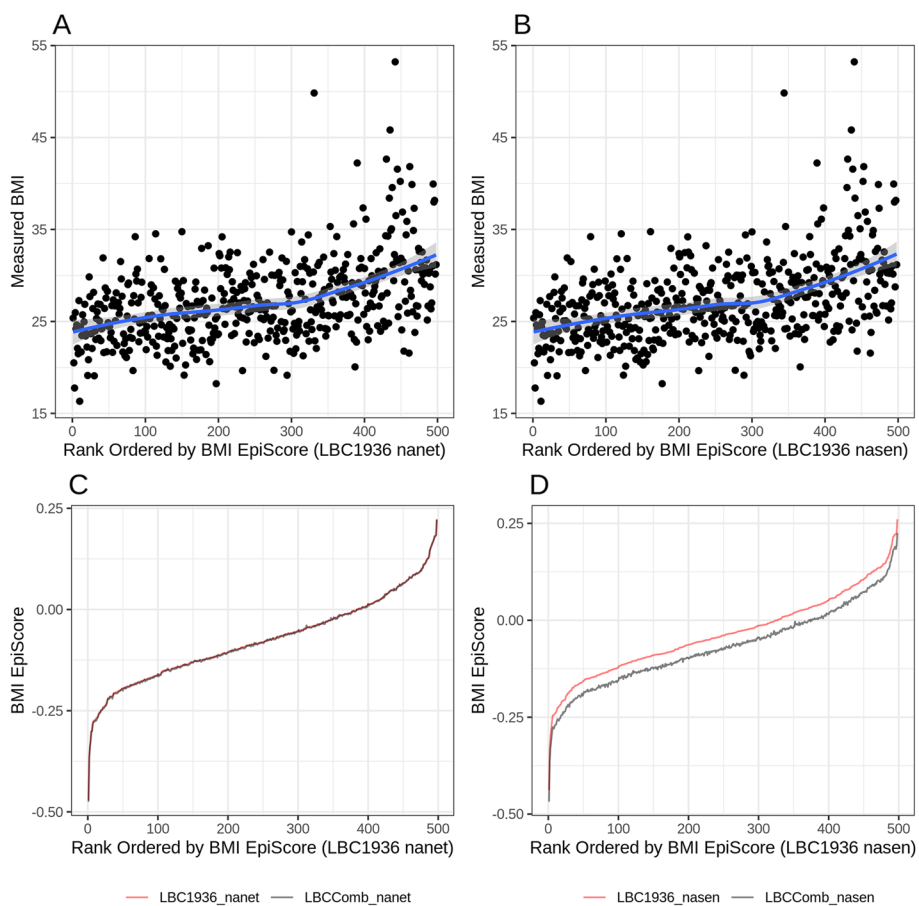 A
B
55
45
35
25
15
Measured BMI
0 100 200 300 400 500
Rank Ordered by BMI EpiScore (LBC1936 nanet)
55
45
35
25
15
Measured BMI
0 100 200 300 400 500
Rank Ordered by BMI EpiScore (LBC1936 nasen)
C
D
0.25
0.00
-0.25
-0.50
BMI EpiScore
0 100 200 300 400 500
Rank Ordered by BMI EpiScore (LBC1936 nanet)
0.25
0.00
-0.25
-0.50
BMI EpiScore
0 100 200 300 400 500
Rank Ordered by BMI EpiScore (LBC1936 nasen)
LBC1936_nanet LBCComb_nanet
LBC1936_nasen LBCComb_nasen